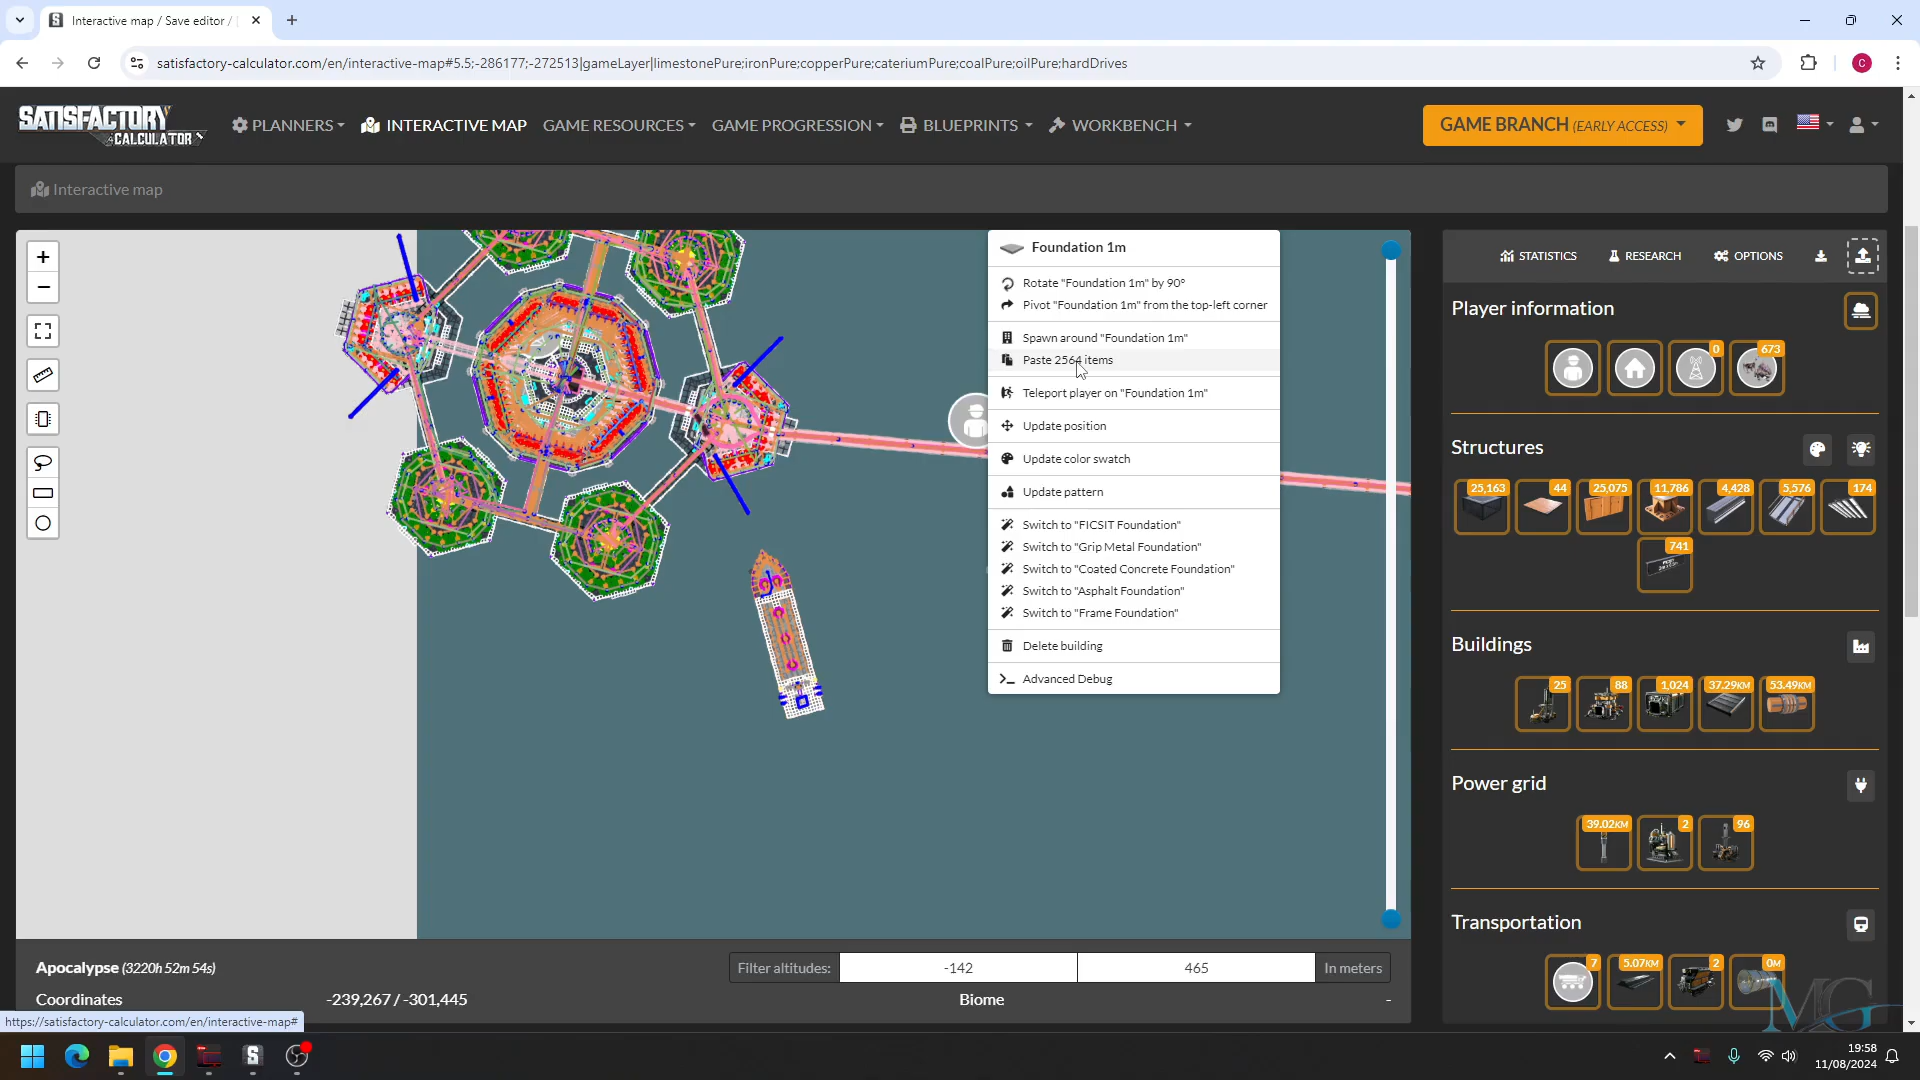 Interactive map / Save editor /
satisfactory-calculator.com/en/interactive-map#5.5;-286177;-272513|gameLayer|limestonePure;ironPure;copperPure;cateriumPure;coalPure;oilPure;hardDrives
C
SATISFACTORY
CALCULATOR
PLANNERS
INTERACTIVE MAP
GAME RESOURCES
GAME PROGRESSION
BLUEPRINTS
WORKBENCH
GAME BRANCH (EARLY ACCESS)
Interactive map
+
−
Foundation 1m
Rotate "Foundation 1m" by 90°
Pivot "Foundation 1m" from the top-left corner
Spawn around "Foundation 1m"
Paste 2564 items
Teleport player on "Foundation 1m"
Update position
Update color swatch
Update pattern
Switch to "FICSIT Foundation"
Switch to "Grip Metal Foundation"
Switch to "Coated Concrete Foundation"
Switch to "Asphalt Foundation"
Switch to "Frame Foundation"
Delete building
Advanced Debug
STATISTICS
RESEARCH
OPTIONS
Player information
0
673
Structures
25,163
44
25,075
11,786
4,428
5,576
174
741
Buildings
25
88
1,024
37.29KM
53.49KM
Power grid
39.02KM
2
96
Transportation
7
5.07KM
2
0M
MG
Apocalypse (3220h 52m 54s)
Filter altitudes:
-142
465
In meters
Coordinates
-239,267 / -301,445
Biome
-
https://satisfactory-calculator.com/en/interactive-map#
19:58
11/08/2024